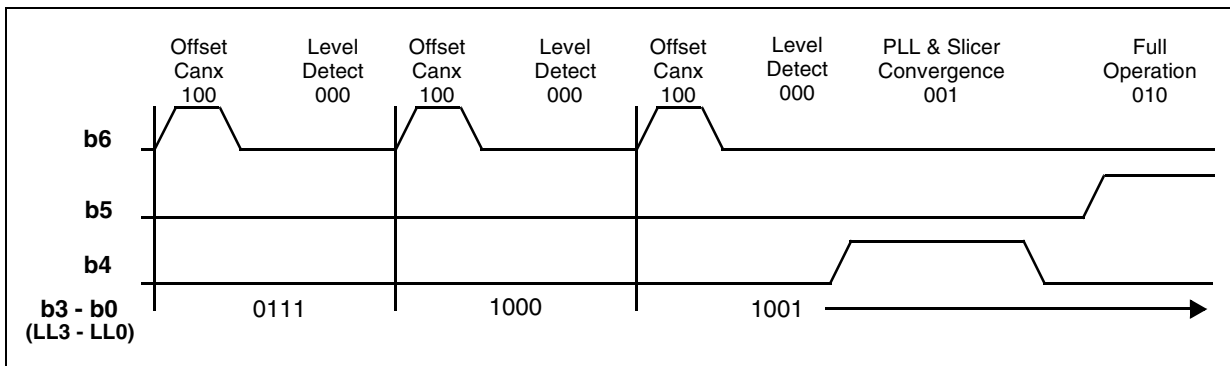 Offset
Canx
100
Level
Detect
000
Offset
Canx
100
Level
Detect
000
Offset
Canx
100
Level
Detect
000
PLL & Slicer
Convergence
001
Full
Operation
010
b6
b5
b4
b3 - b0
(LL3 - LL0)
0111
1000
1001